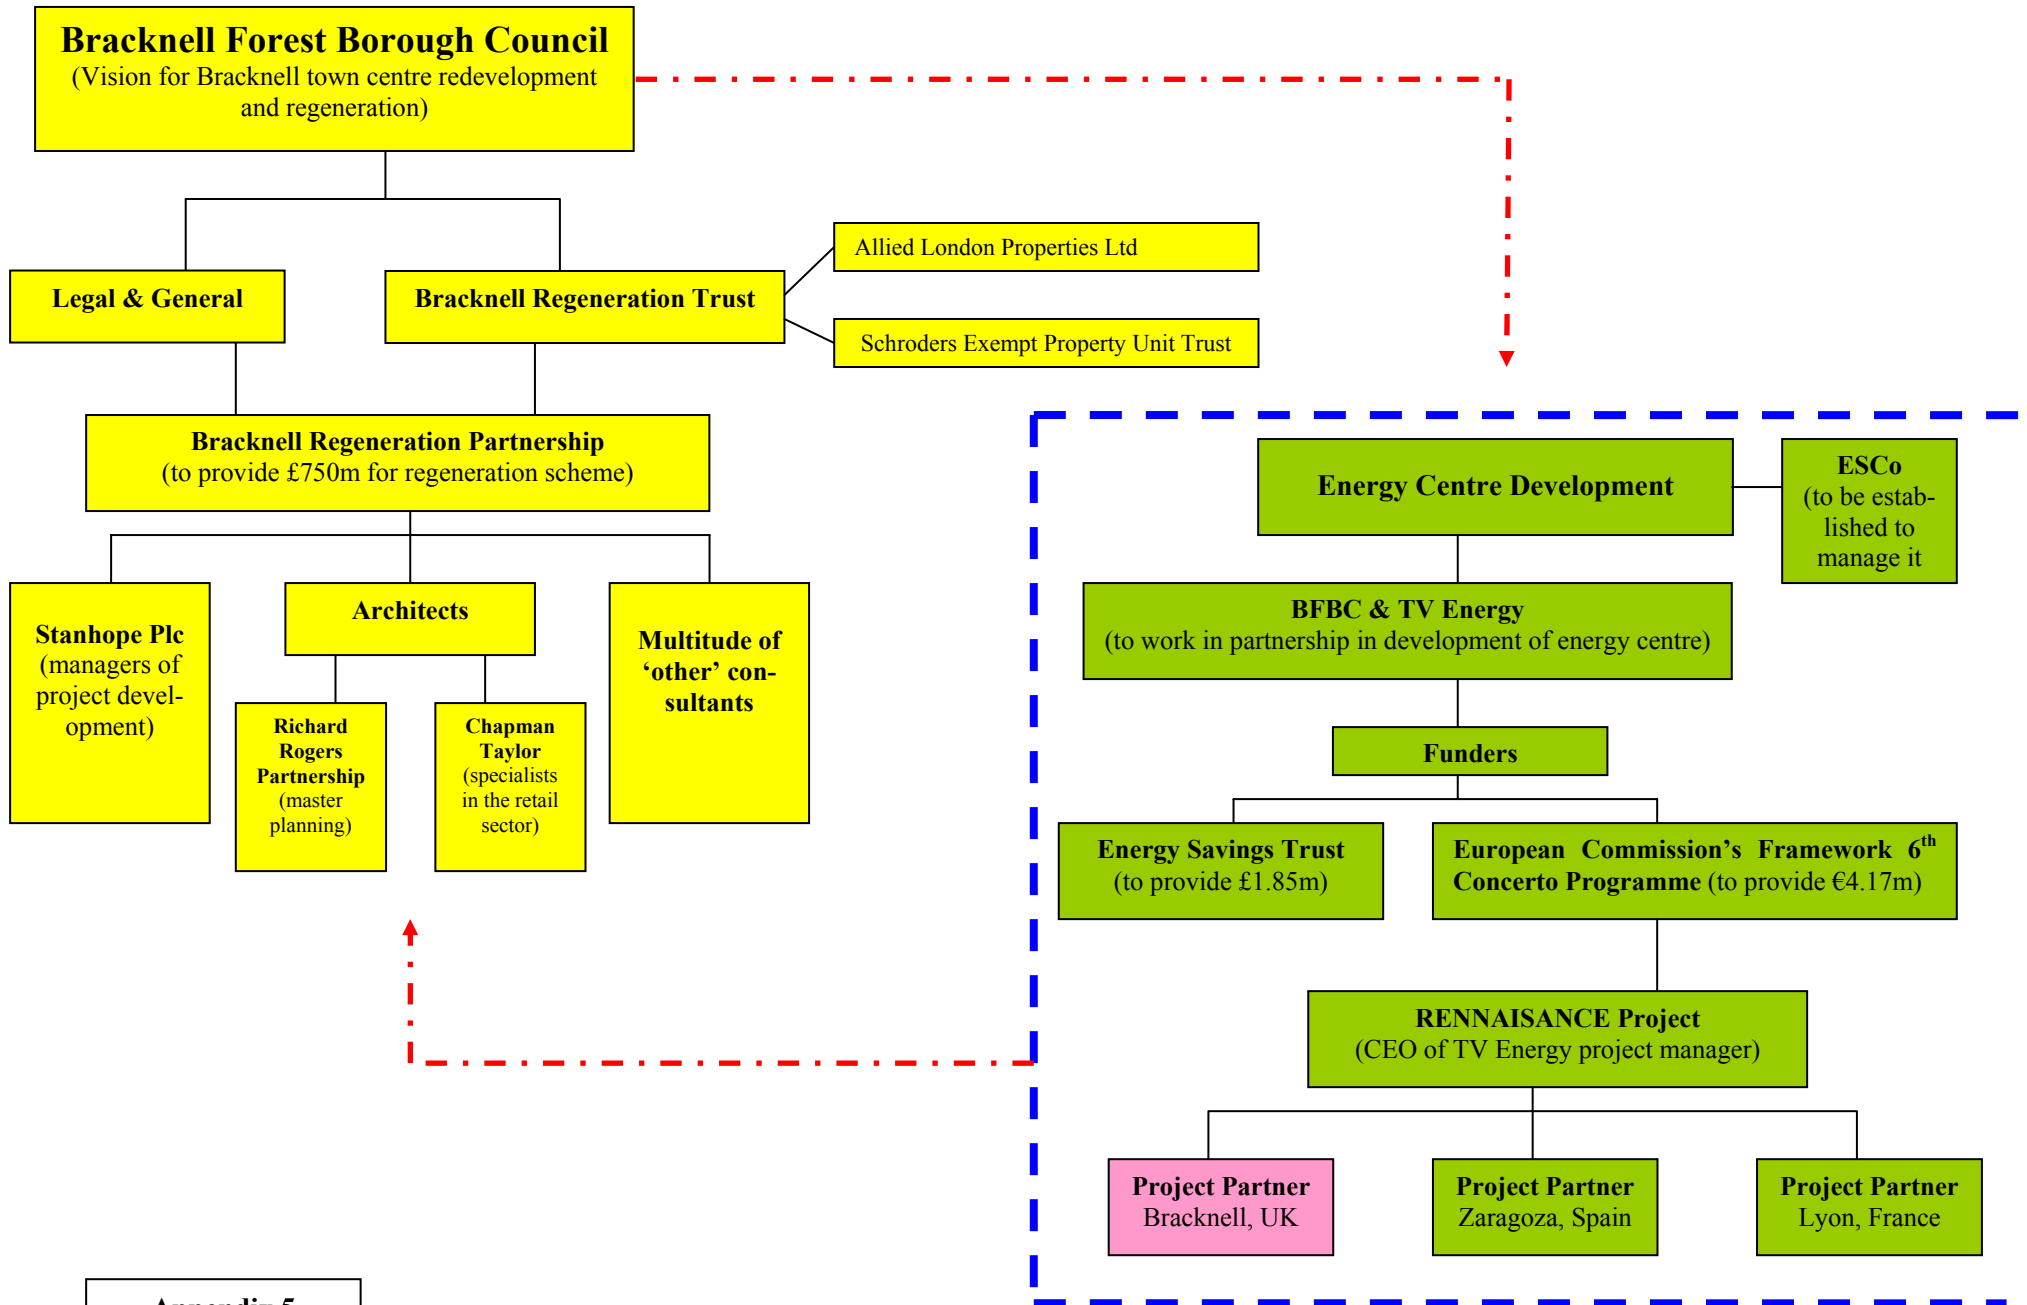 Bracknell Forest Borough Council
(Vision for Bracknell town centre redevelopment
and regeneration)
Allied London Properties Ltd
Legal & General
Bracknell Regeneration Trust
Schroders Exempt Property Unit Trust
Bracknell Regeneration Partnership
(to provide £750m for regeneration scheme)
Stanhope Plc
(managers of
project devel-
opment)
Architects
Richard
Rogers
Partnership
(master
planning)
Chapman
Taylor
(specialists
in the retail
sector)
Multitude of
‘other’ con-
sultants
Energy Centre Development
ESCo
(to be estab-
lished to
manage it
BFBC & TV Energy
(to work in partnership in development of energy centre)
Funders
Energy Savings Trust
(to provide £1.85m)
European Commission’s Framework 6th
Concerto Programme (to provide €4.17m)
RENNAISANCE Project
(CEO of TV Energy project manager)
Project Partner
Bracknell, UK
Project Partner
Zaragoza, Spain
Project Partner
Lyon, France
Appendix 5